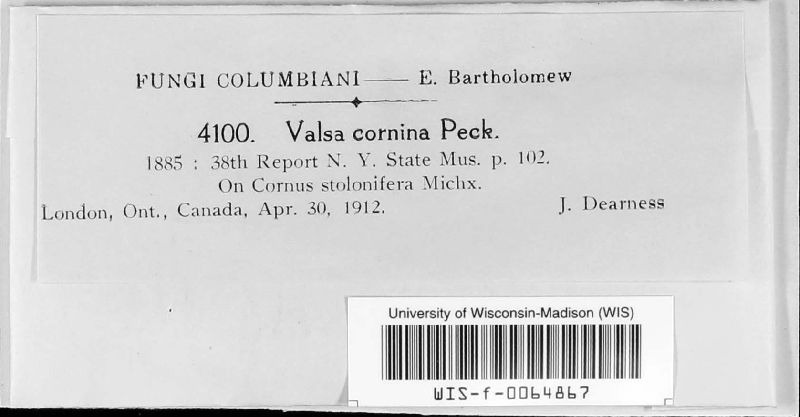 FUNGI COLUMBIANI —— E. Bartholomew
4100. Valsa cornina Peck.
1885 : 38th Report N. Y. State Mus. p. 102.
On Cornus stolonifera Michx.
London, Ont., Canada, Apr. 30, 1912. J. Dearness
University of Wisconsin-Madison (WIS)
WIS-f-0064867